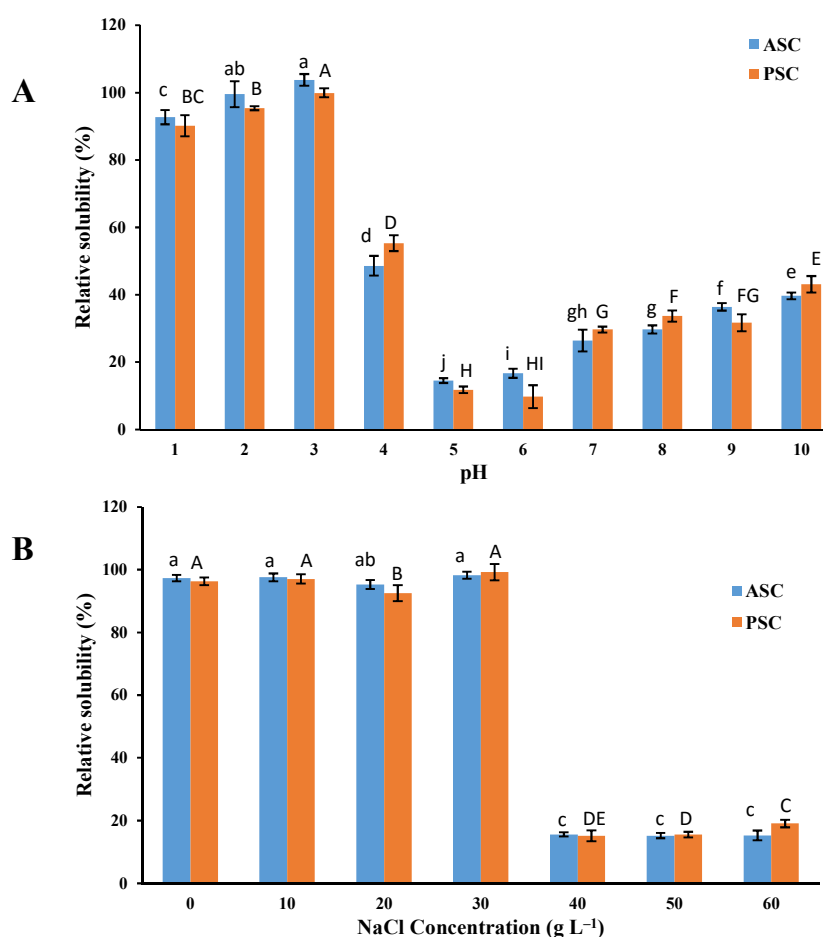 A
Relative solubility (%)
120
100
80
60
40
20
0
ASC
PSC
c BC ab B a A d D j H i HI gh G g F f FG e E
1 2 3 4 5 6 7 8 9 10
pH
B
Relative solubility (%)
120
100
80
60
40
20
0
ASC
PSC
a A a A ab B a A c DE c D c C
0 10 20 30 40 50 60
NaCl Concentration (g L⁻¹)